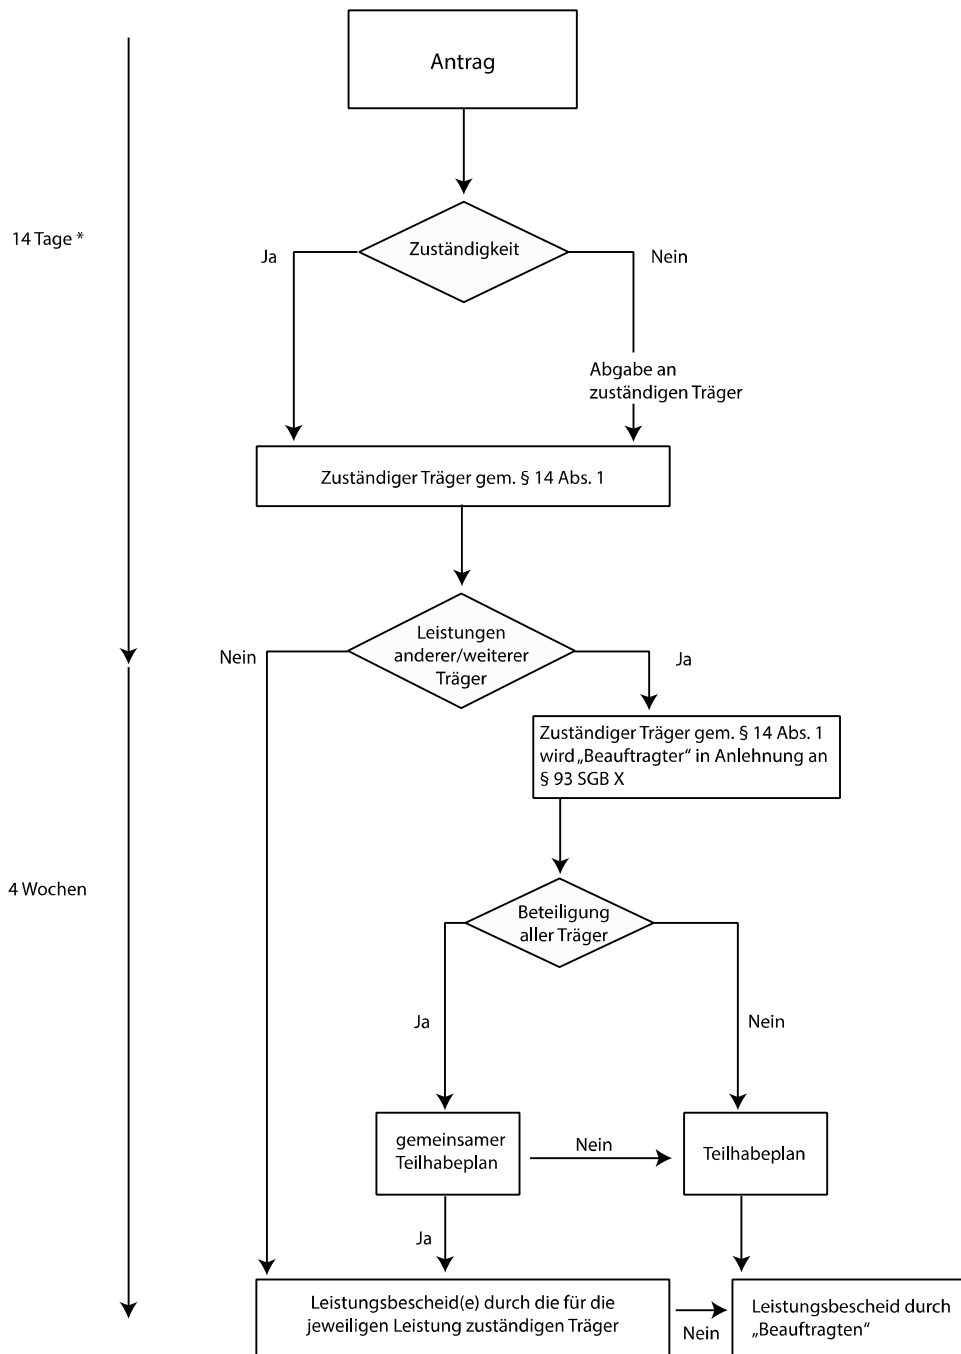 Antrag
14 Tage *
Zuständigkeit
Ja
Nein
Abgabe an
zuständigen Träger
Zuständiger Träger gem. § 14 Abs. 1
Leistungen
anderer/weiterer
Träger
Nein
Ja
Zuständiger Träger gem. § 14 Abs. 1
wird „Beauftragter“ in Anlehnung an
§ 93 SGB X
4 Wochen
Beteiligung
aller Träger
Ja
Nein
gemeinsamer
Teilhabeplan
Nein
Teilhabeplan
Ja
Leistungsbescheid(e) durch die für die
jeweiligen Leistung zuständigen Träger
Nein
Leistungsbescheid durch
„Beauftragten“